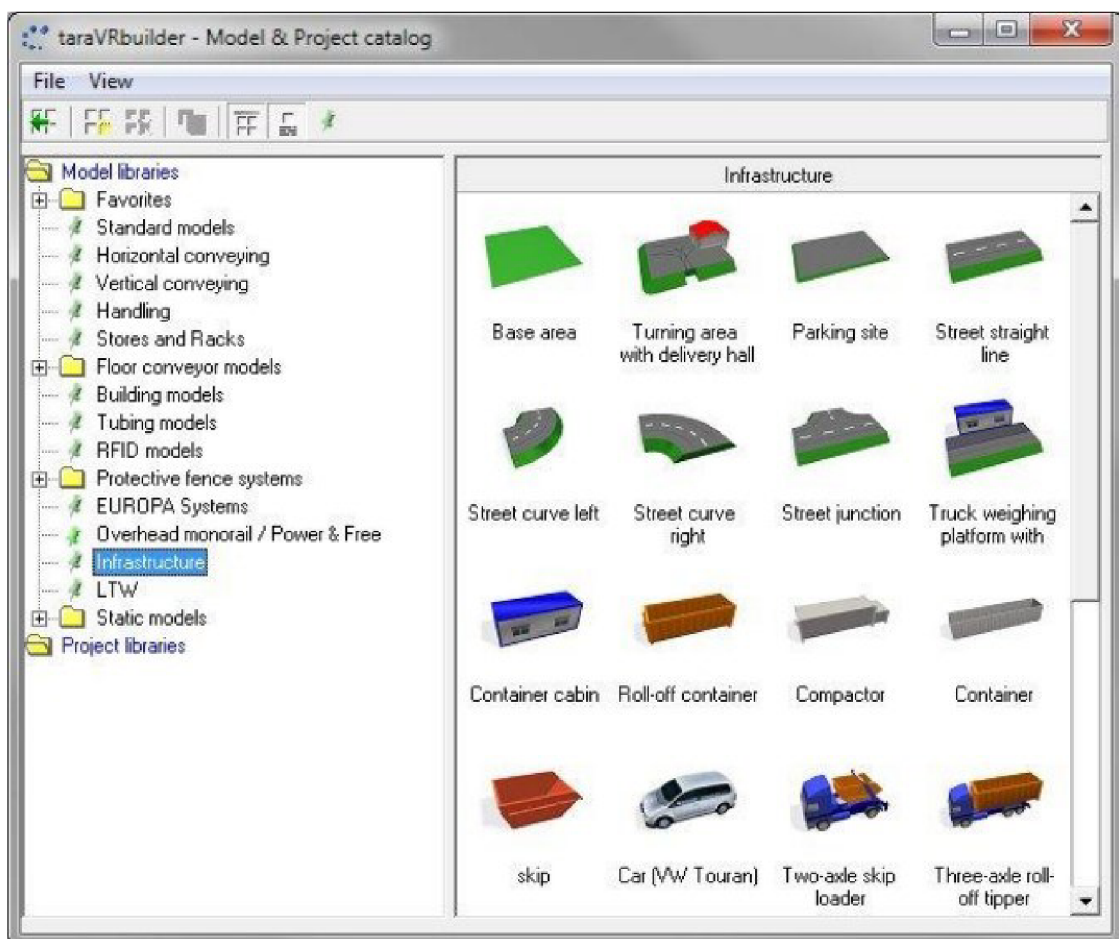 taraVRbuilder - Model & Project catalog
File View
Model libraries
Favorites
Standard models
Horizontal conveying
Vertical conveying
Handling
Stores and Racks
Floor conveyor models
Building models
Tubing models
RFID models
Protective fence systems
EUROPA Systems
Overhead monorail / Power & Free
Infrastructure
LTW
Static models
Project libraries
Infrastructure
Base area
Turning area
with delivery hall
Parking site
Street straight
line
Street curve left
Street curve
right
Street junction
Truck weighing
platform with
Container cabin
Roll-off container
Compactor
Container
skip
Car (VW Touran)
Two-axle skip
loader
Three-axle roll-
off tipper